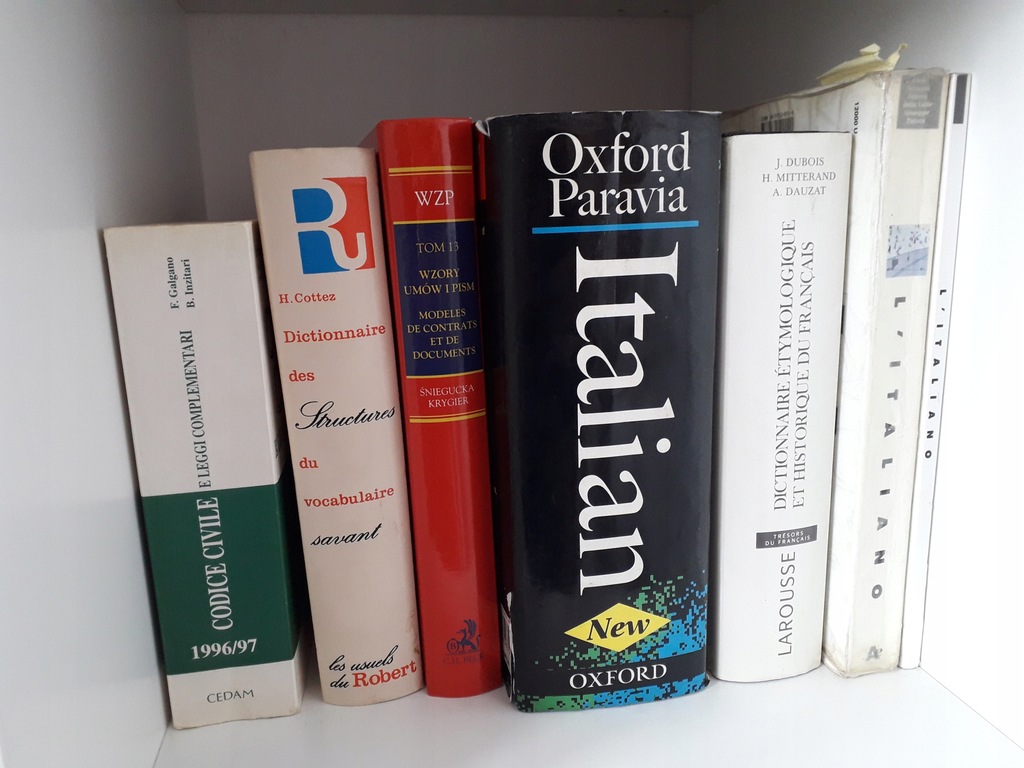 F. Galgano
B. Inzitari
CODICE CIVILE E LEGGI COMPLEMENTARI
1996/97
CEDAM
R
u
H. Cottez
Dictionnaire
des
Structures
du
vocabulaire
savant
les usuels
du Robert
WZP
TOM 13
WZORY
UMÓW I PISM
MODELES
DE CONTRATS
ET DE
DOCUMENTS
ŚNIEGUCKA
KRYGIER
Oxford
Paravia
Italian
New
OXFORD
J. DUBOIS
H. MITTERAND
A. DAUZAT
DICTIONNAIRE ÉTYMOLOGIQUE
ET HISTORIQUE DU FRANÇAIS
TRÉSORS
DU FRANÇAIS
LAROUSSE
L'ITALIANO
L'ITALIANO